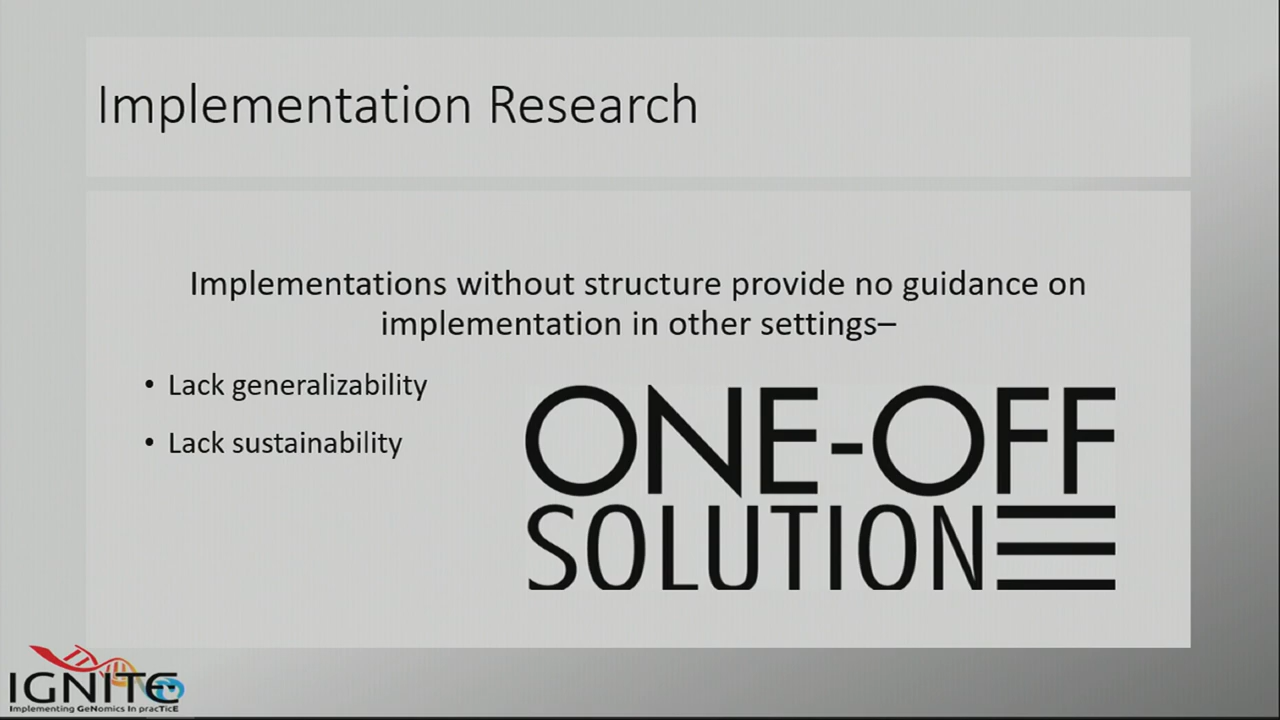 Implementation Research
Implementations without structure provide no guidance on
implementation in other settings–
• Lack generalizability
• Lack sustainability
ONE-OFF
SOLUTION
IGNITE
Implementing GeNomics In pracTicE